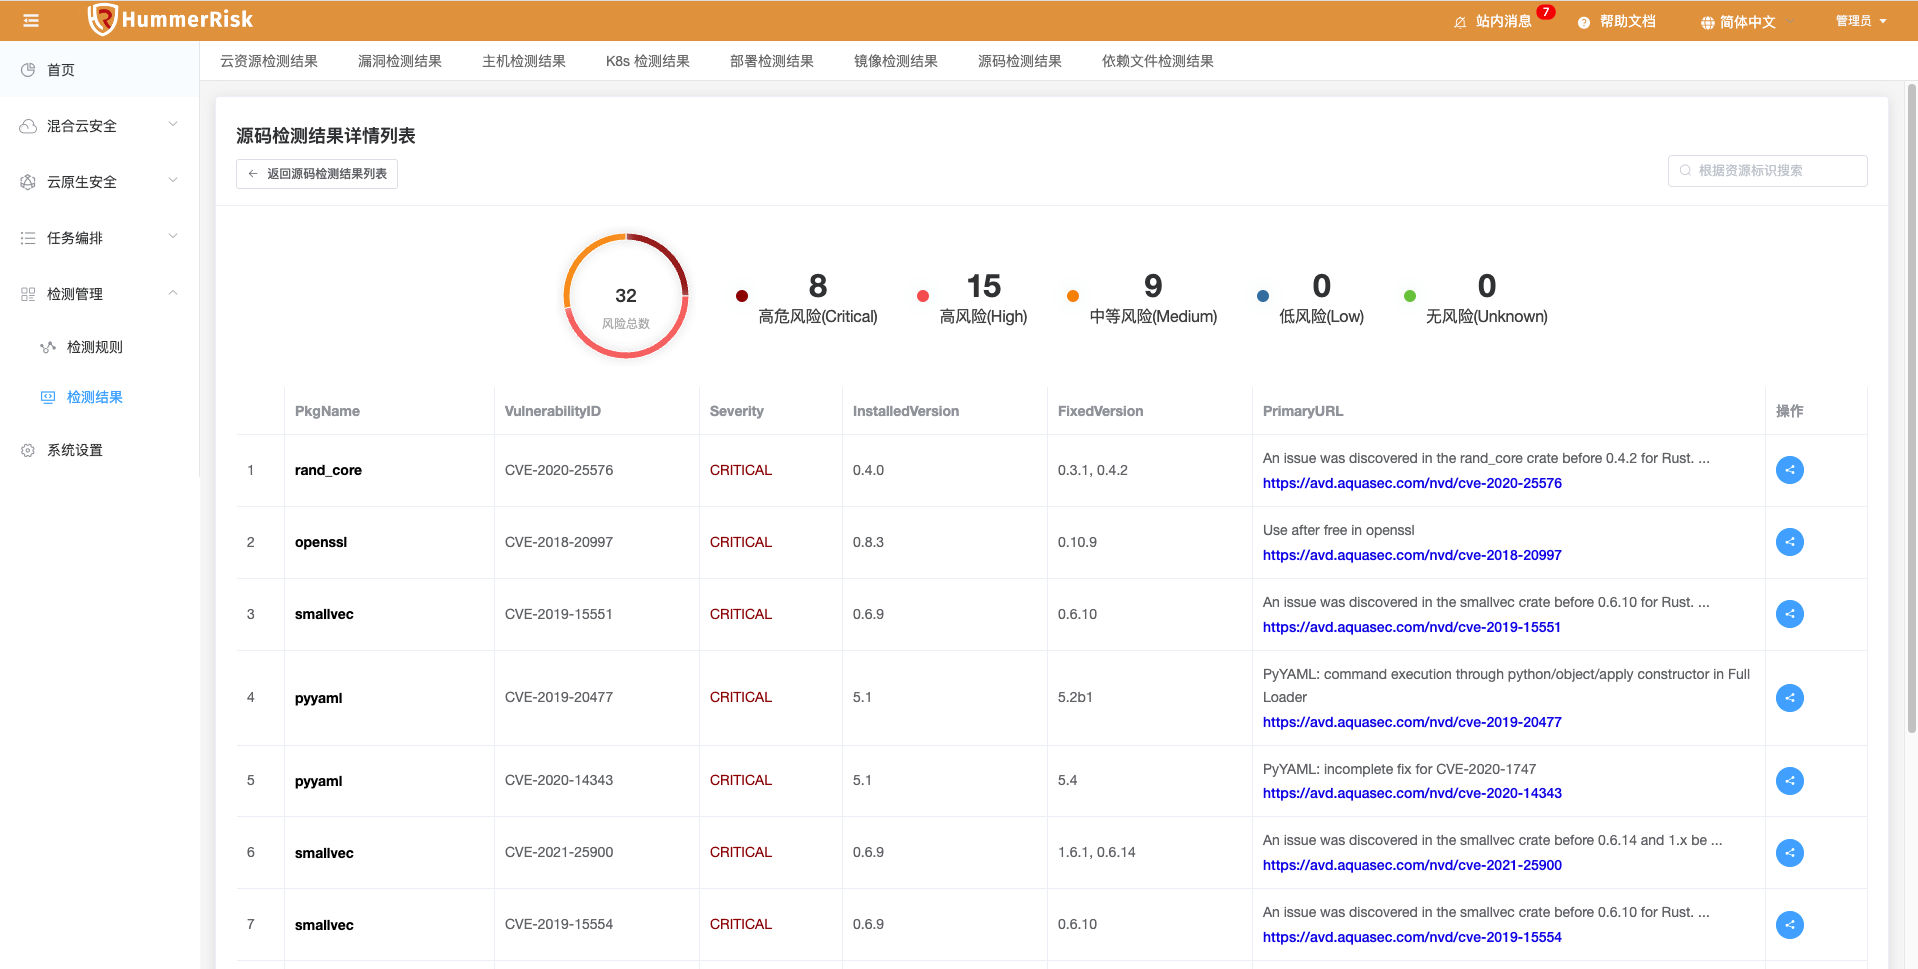 HummerRisk
站内消息 7
帮助文档
简体中文
管理员
首页
混合云安全
云原生安全
任务编排
检测管理
检测规则
检测结果
系统设置
云资源检测结果 漏洞检测结果 主机检测结果 K8s 检测结果 部署检测结果 镜像检测结果 源码检测结果 依赖文件检测结果
源码检测结果详情列表
返回源码检测结果列表
根据资源标识搜索
32
风险总数
8
高危风险(Critical)
15
高风险(High)
9
中等风险(Medium)
0
低风险(Low)
0
无风险(Unknown)
PkgName VulnerabilityID Severity InstalledVersion FixedVersion PrimaryURL 操作
1 rand_core CVE-2020-25576 CRITICAL 0.4.0 0.3.1, 0.4.2 An issue was discovered in the rand_core crate before 0.4.2 for Rust. ...
https://avd.aquasec.com/nvd/cve-2020-25576
2 openssl CVE-2018-20997 CRITICAL 0.8.3 0.10.9 Use after free in openssl
https://avd.aquasec.com/nvd/cve-2018-20997
3 smallvec CVE-2019-15551 CRITICAL 0.6.9 0.6.10 An issue was discovered in the smallvec crate before 0.6.10 for Rust. ...
https://avd.aquasec.com/nvd/cve-2019-15551
4 pyyaml CVE-2019-20477 CRITICAL 5.1 5.2b1 PyYAML: command execution through python/object/apply constructor in Full
Loader
https://avd.aquasec.com/nvd/cve-2019-20477
5 pyyaml CVE-2020-14343 CRITICAL 5.1 5.4 PyYAML: incomplete fix for CVE-2020-1747
https://avd.aquasec.com/nvd/cve-2020-14343
6 smallvec CVE-2021-25900 CRITICAL 0.6.9 1.6.1, 0.6.14 An issue was discovered in the smallvec crate before 0.6.14 and 1.x be ...
https://avd.aquasec.com/nvd/cve-2021-25900
7 smallvec CVE-2019-15554 CRITICAL 0.6.9 0.6.10 An issue was discovered in the smallvec crate before 0.6.10 for Rust. ...
https://avd.aquasec.com/nvd/cve-2019-15554